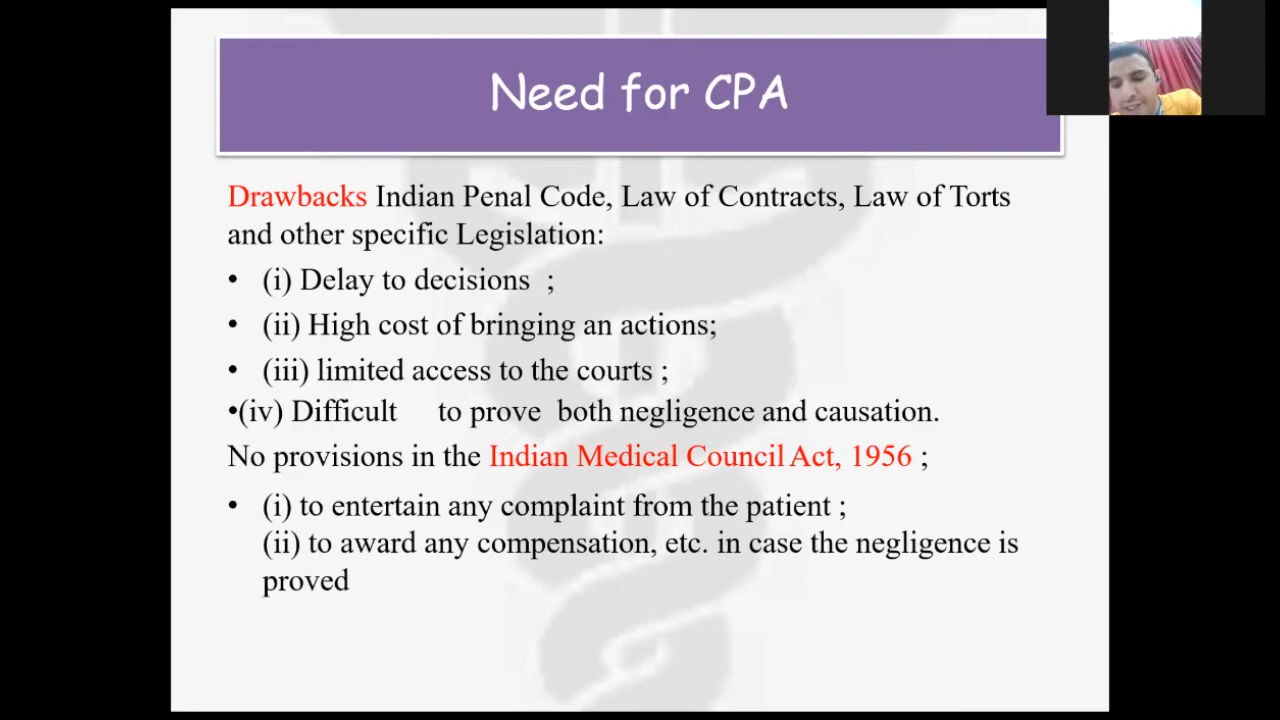 Need for CPA
Drawbacks Indian Penal Code, Law of Contracts, Law of Torts
and other specific Legislation:
• (i) Delay to decisions ;
• (ii) High cost of bringing an actions;
• (iii) limited access to the courts ;
•(iv) Difficult to prove both negligence and causation.
No provisions in the Indian Medical Council Act, 1956 ;
• (i) to entertain any complaint from the patient ;
(ii) to award any compensation, etc. in case the negligence is
proved